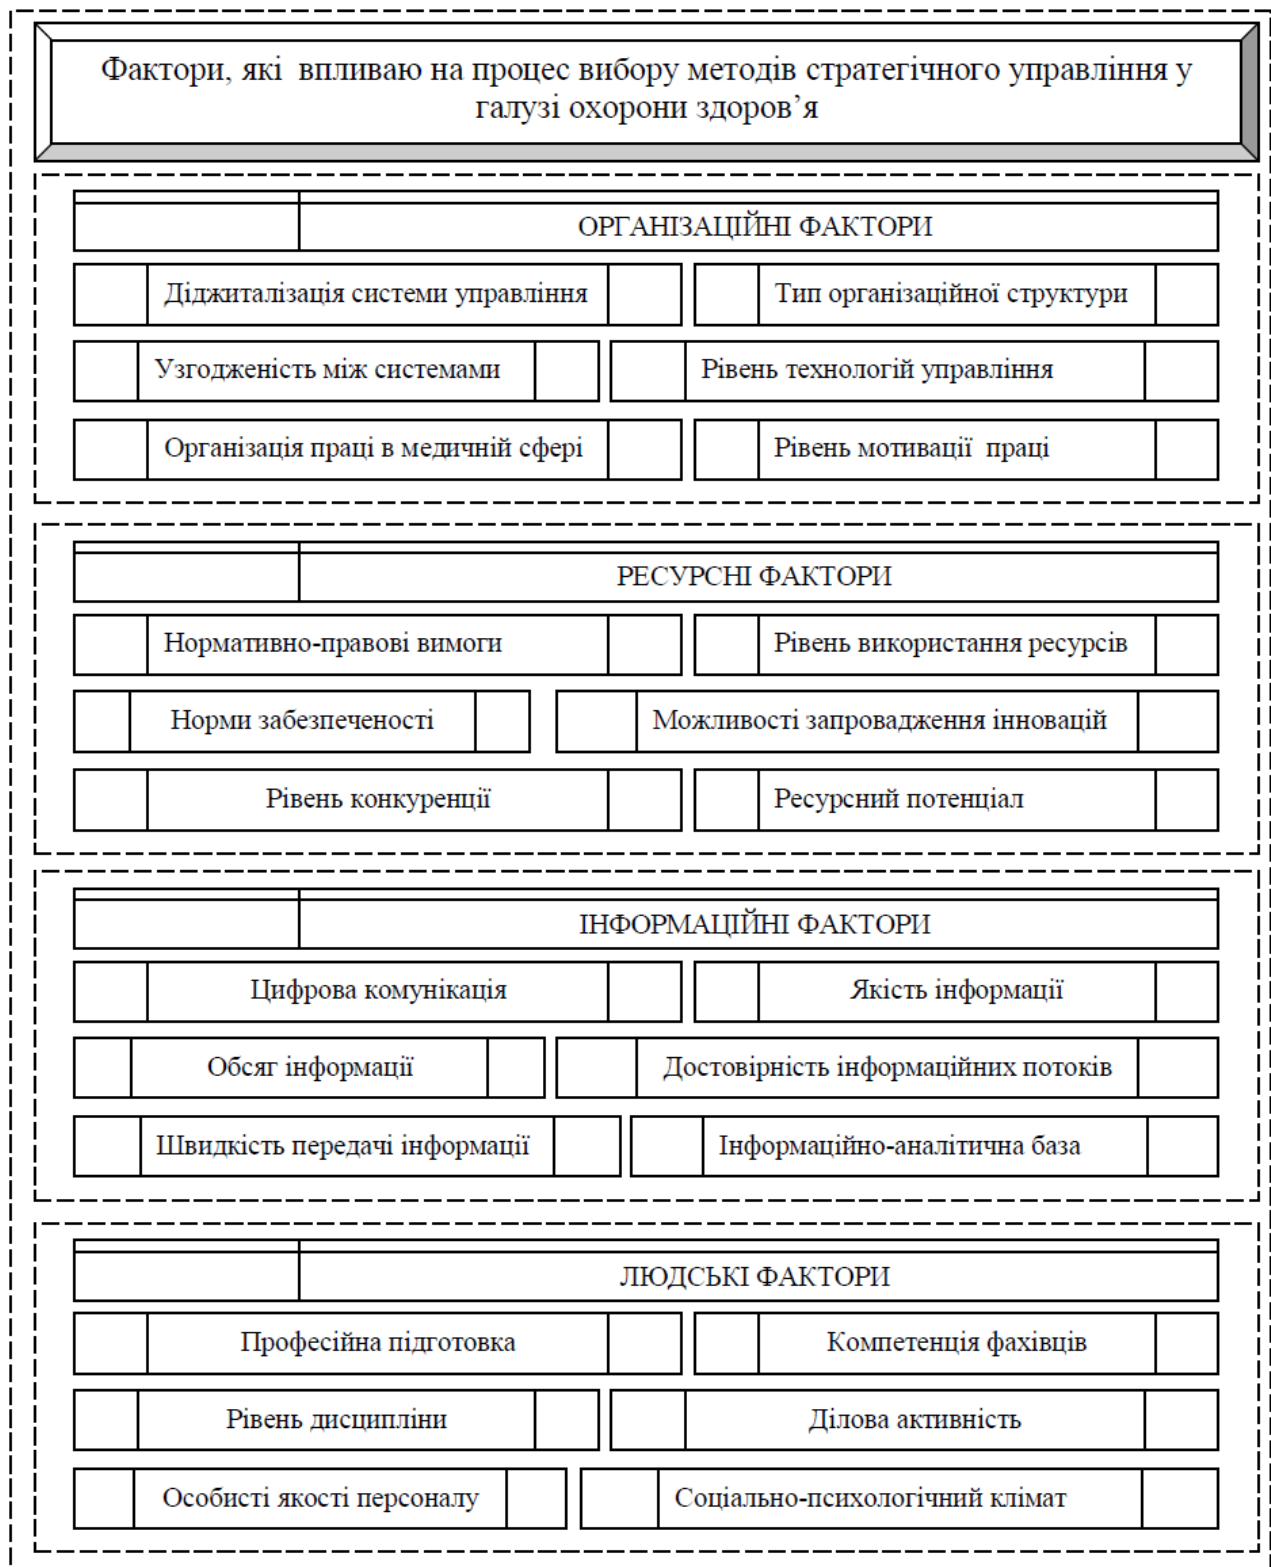 Фактори, які впливаю на процес вибору методів стратегічного управління у
галузі охорони здоров’я
ОРГАНІЗАЦІЙНІ ФАКТОРИ
Діджиталізація системи управління
Тип організаційної структури
Узгодженість між системами
Рівень технологій управління
Організація праці в медичній сфері
Рівень мотивації праці
РЕСУРСНІ ФАКТОРИ
Нормативно-правові вимоги
Рівень використання ресурсів
Норми забезпеченості
Можливості запровадження інновацій
Рівень конкуренції
Ресурсний потенціал
ІНФОРМАЦІЙНІ ФАКТОРИ
Цифрова комунікація
Якість інформації
Обсяг інформації
Достовірність інформаційних потоків
Швидкість передачі інформації
Інформаційно-аналітична база
ЛЮДСЬКІ ФАКТОРИ
Професійна підготовка
Компетенція фахівців
Рівень дисципліни
Ділова активність
Особисті якості персоналу
Соціально-психологічний клімат